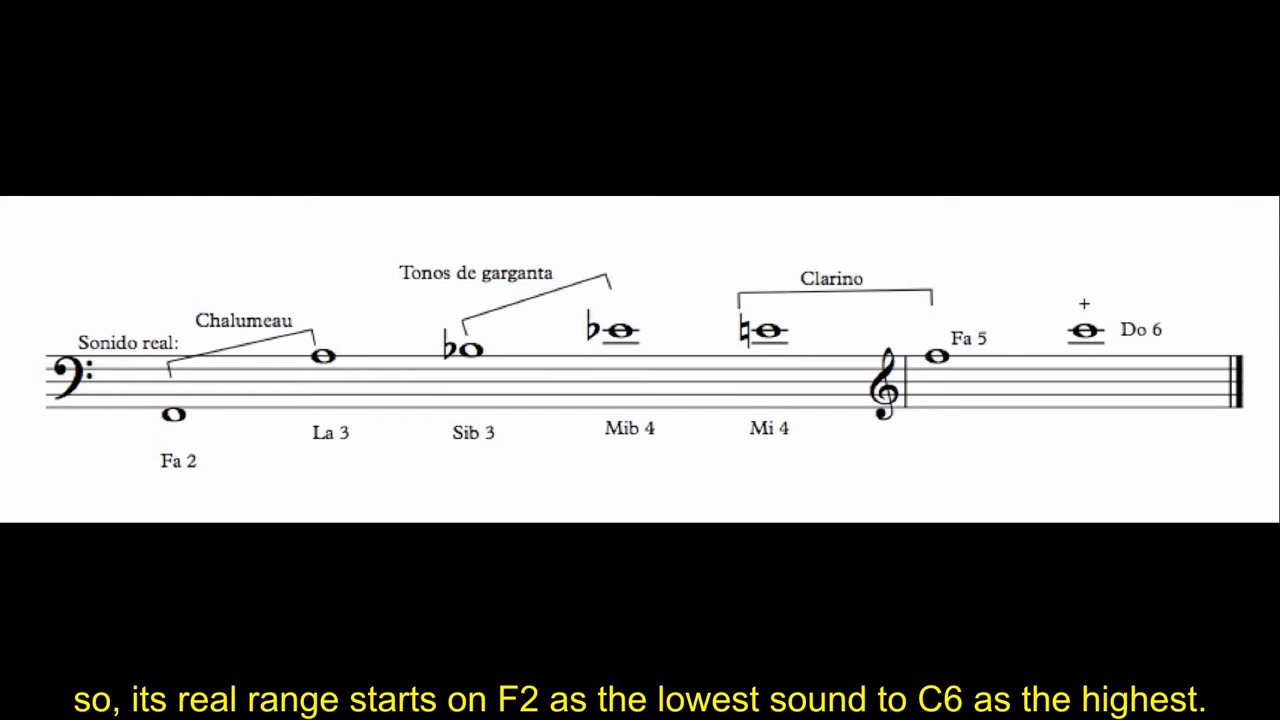 Tonos de garganta
Clarino
Chalumeau
Sonido real:
+
Do 6
Fa 5
La 3
Sib 3
Mib 4
Mi 4
Fa 2
so, its real range starts on F2 as the lowest sound to C6 as the highest.